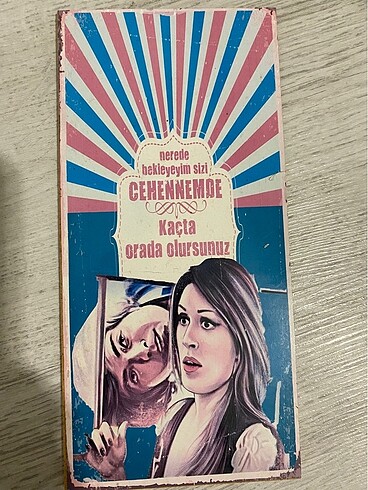 nerede
bekleyeyim sizi
CEHENNEMDE
Kaçta
orada olursunuz